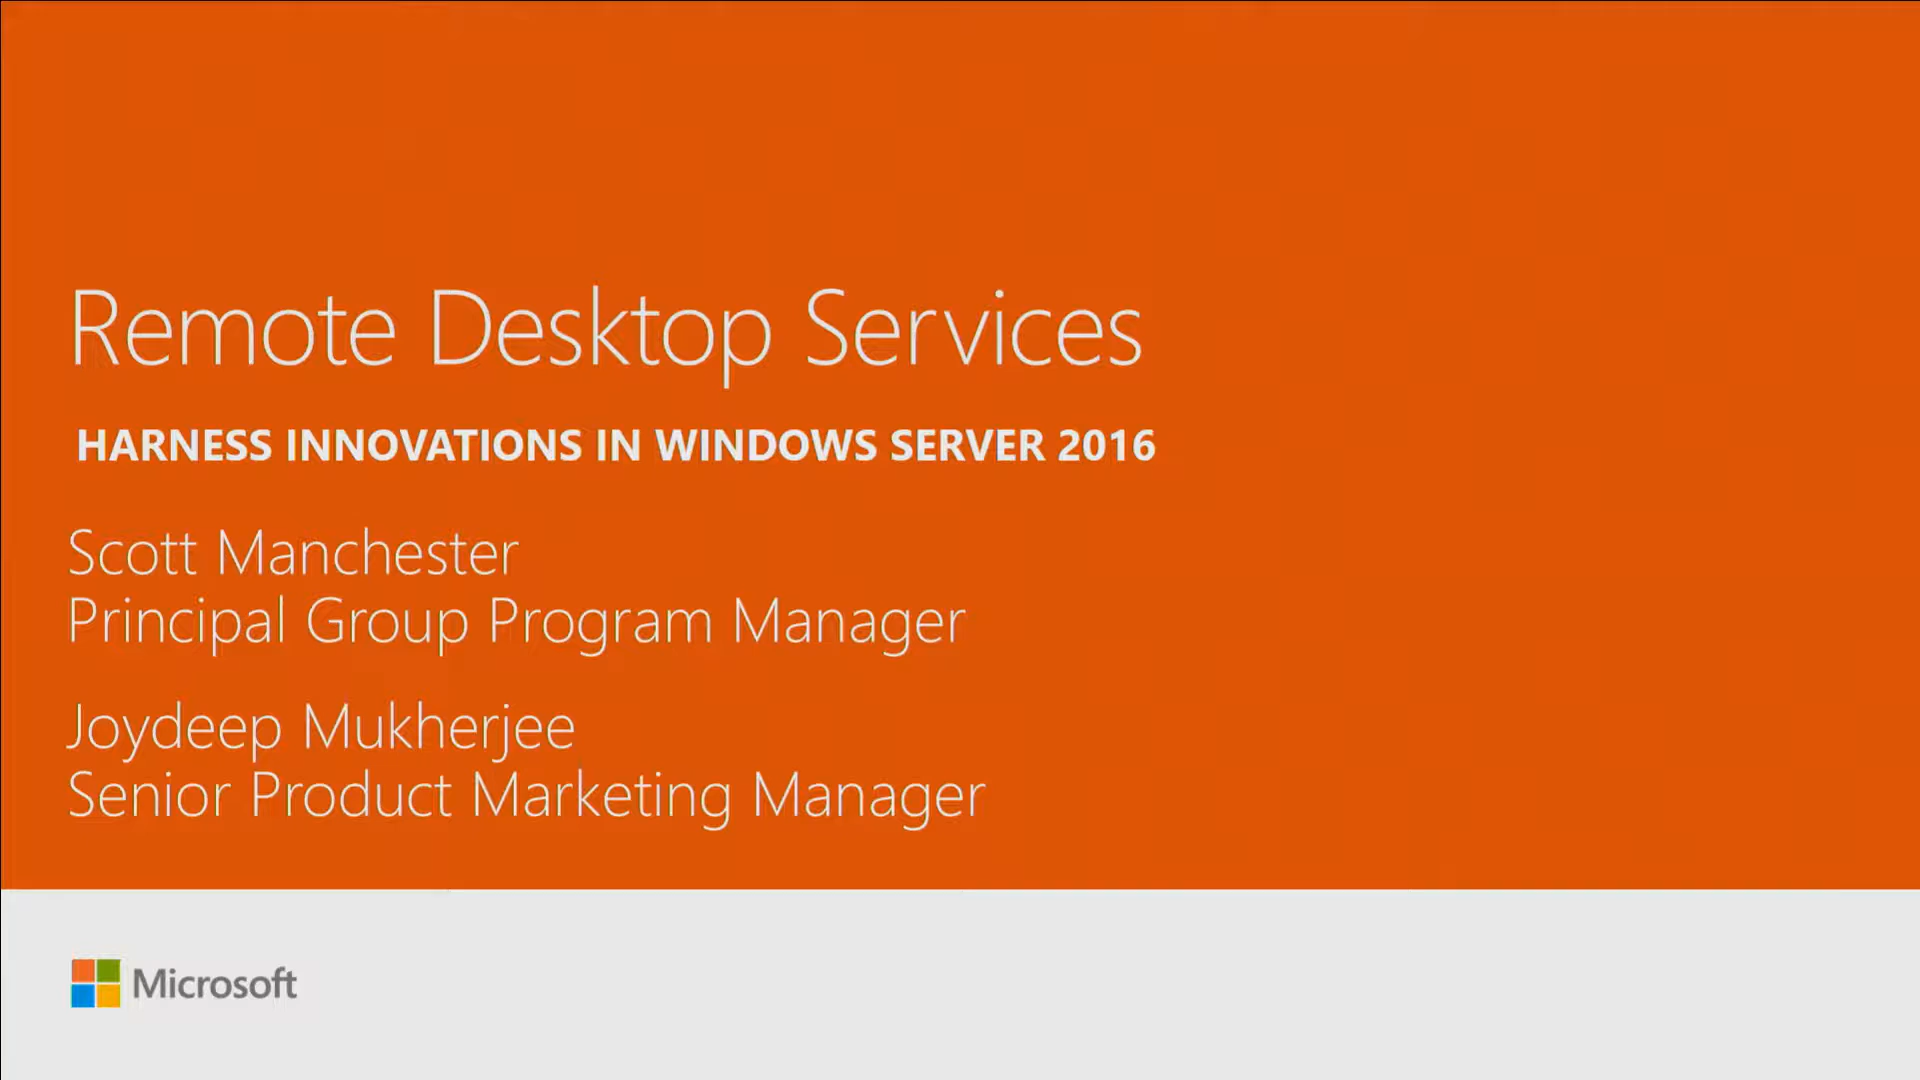 Remote Desktop Services
HARNESS INNOVATIONS IN WINDOWS SERVER 2016
Scott Manchester
Principal Group Program Manager
Joydeep Mukherjee
Senior Product Marketing Manager
Microsoft